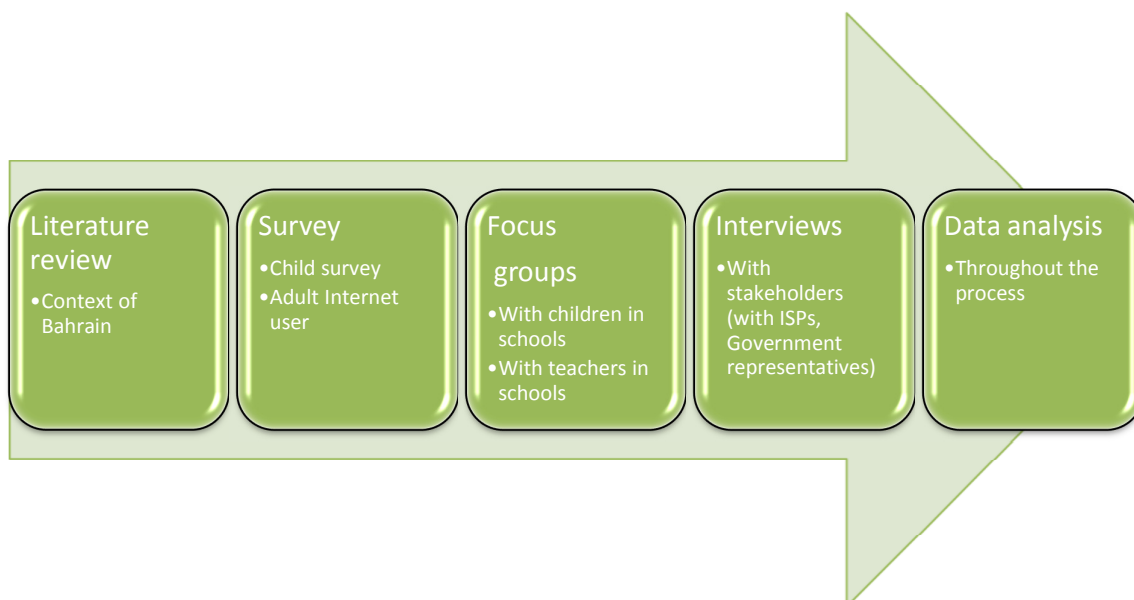 Literature
review
•Context of
Bahrain
Survey
•Child survey
•Adult Internet
user
Focus
groups
•With children in
schools
•With teachers in
schools
Interviews
•With
stakeholders
(with ISPs,
Government
representatives)
Data analysis
•Throughout the
process